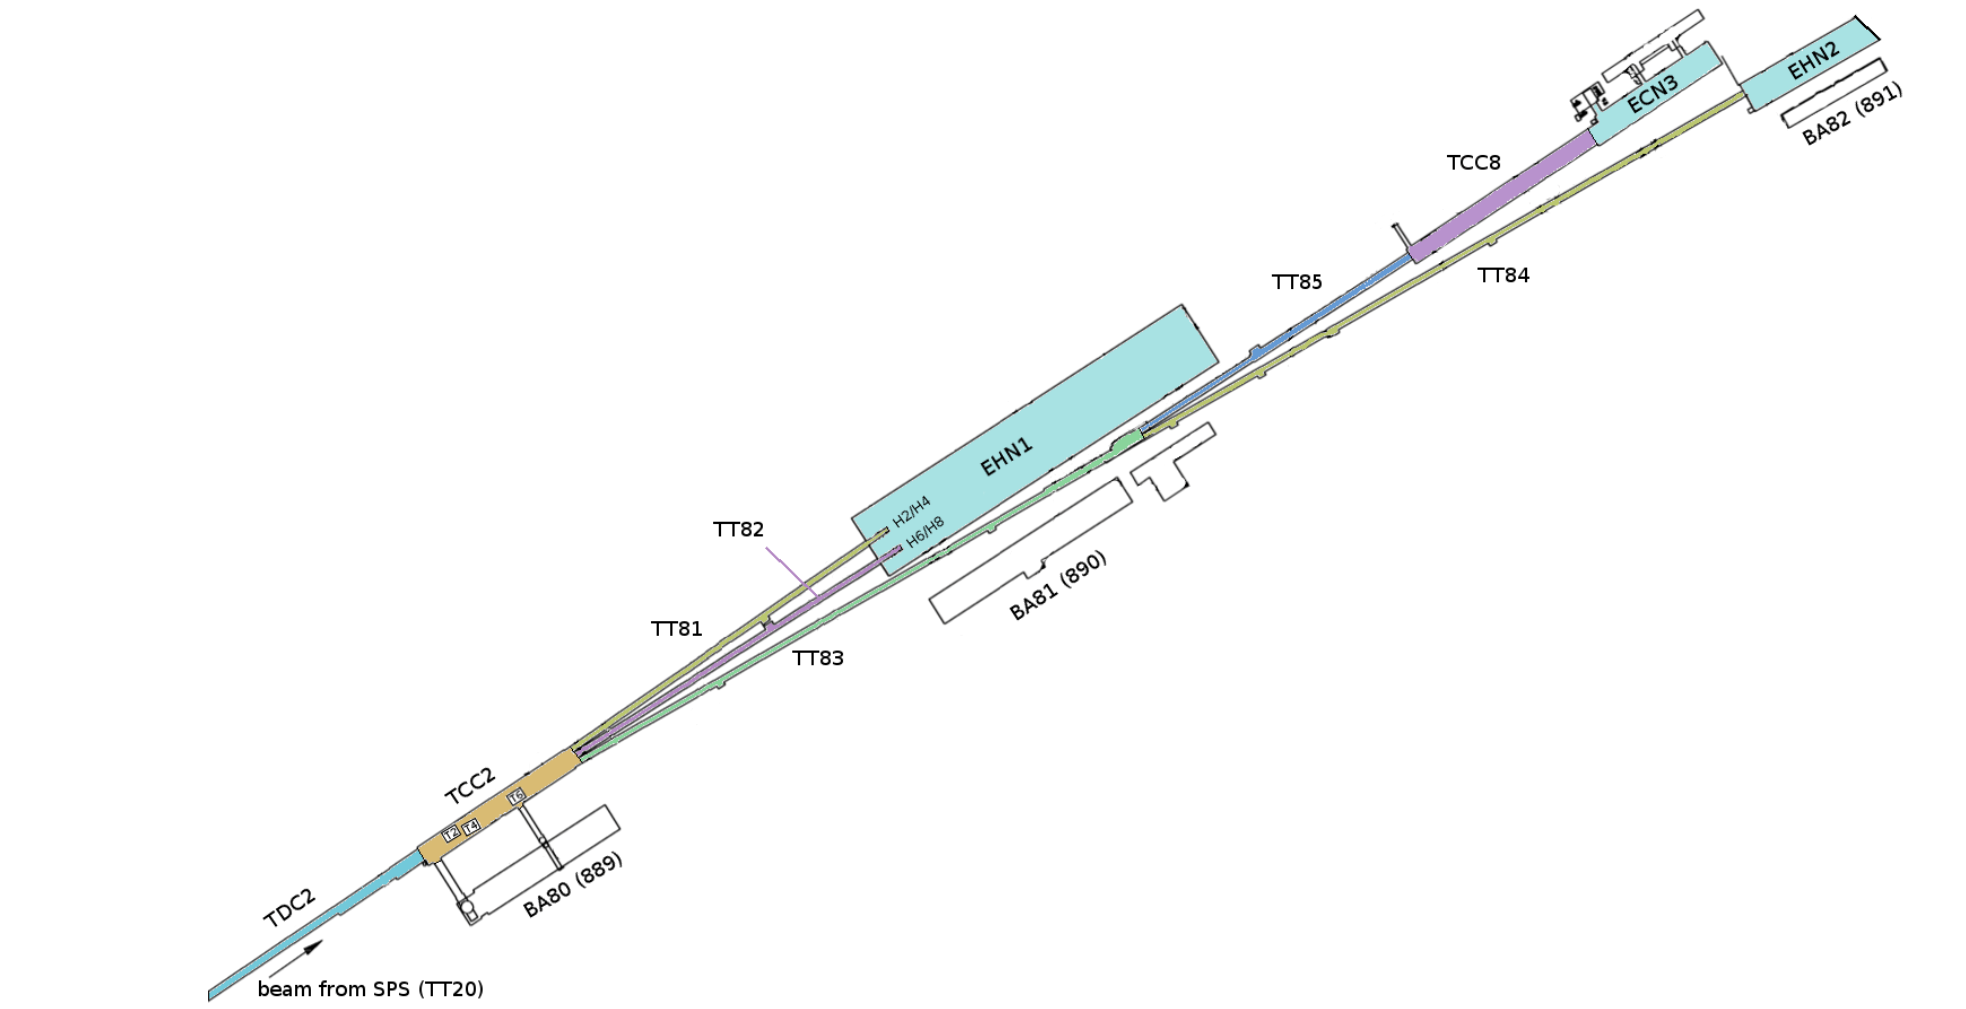 EHN2
ECN3
BA82 (891)
TCC8
TT84
TT85
EHN1
H2/H4
H6/H8
TT82
BA81 (890)
TT81
TT83
TCC2
T6
T2
T4
BA80 (889)
TDC2
beam from SPS (TT20)